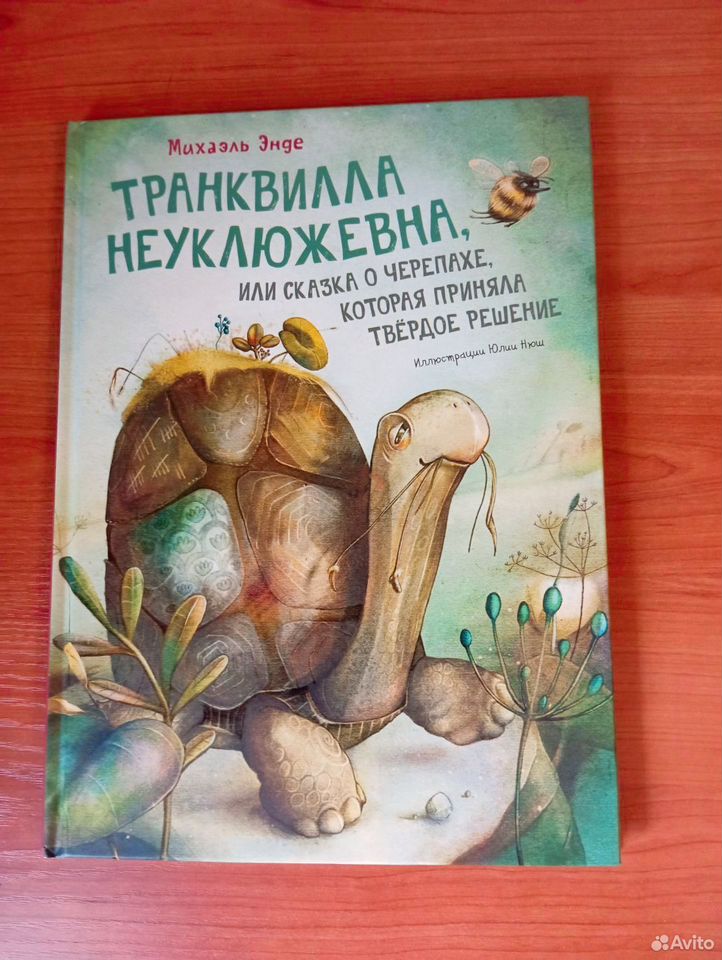 Михаэль Энде
ТРАНКВИЛЛА
НЕУКЛЮЖЕВНА,
ИЛИ СКАЗКА О ЧЕРЕПАХЕ,
КОТОРАЯ ПРИНЯЛА
ТВЁРДОЕ РЕШЕНИЕ
Иллюстрации Юлии Нюш
Avito